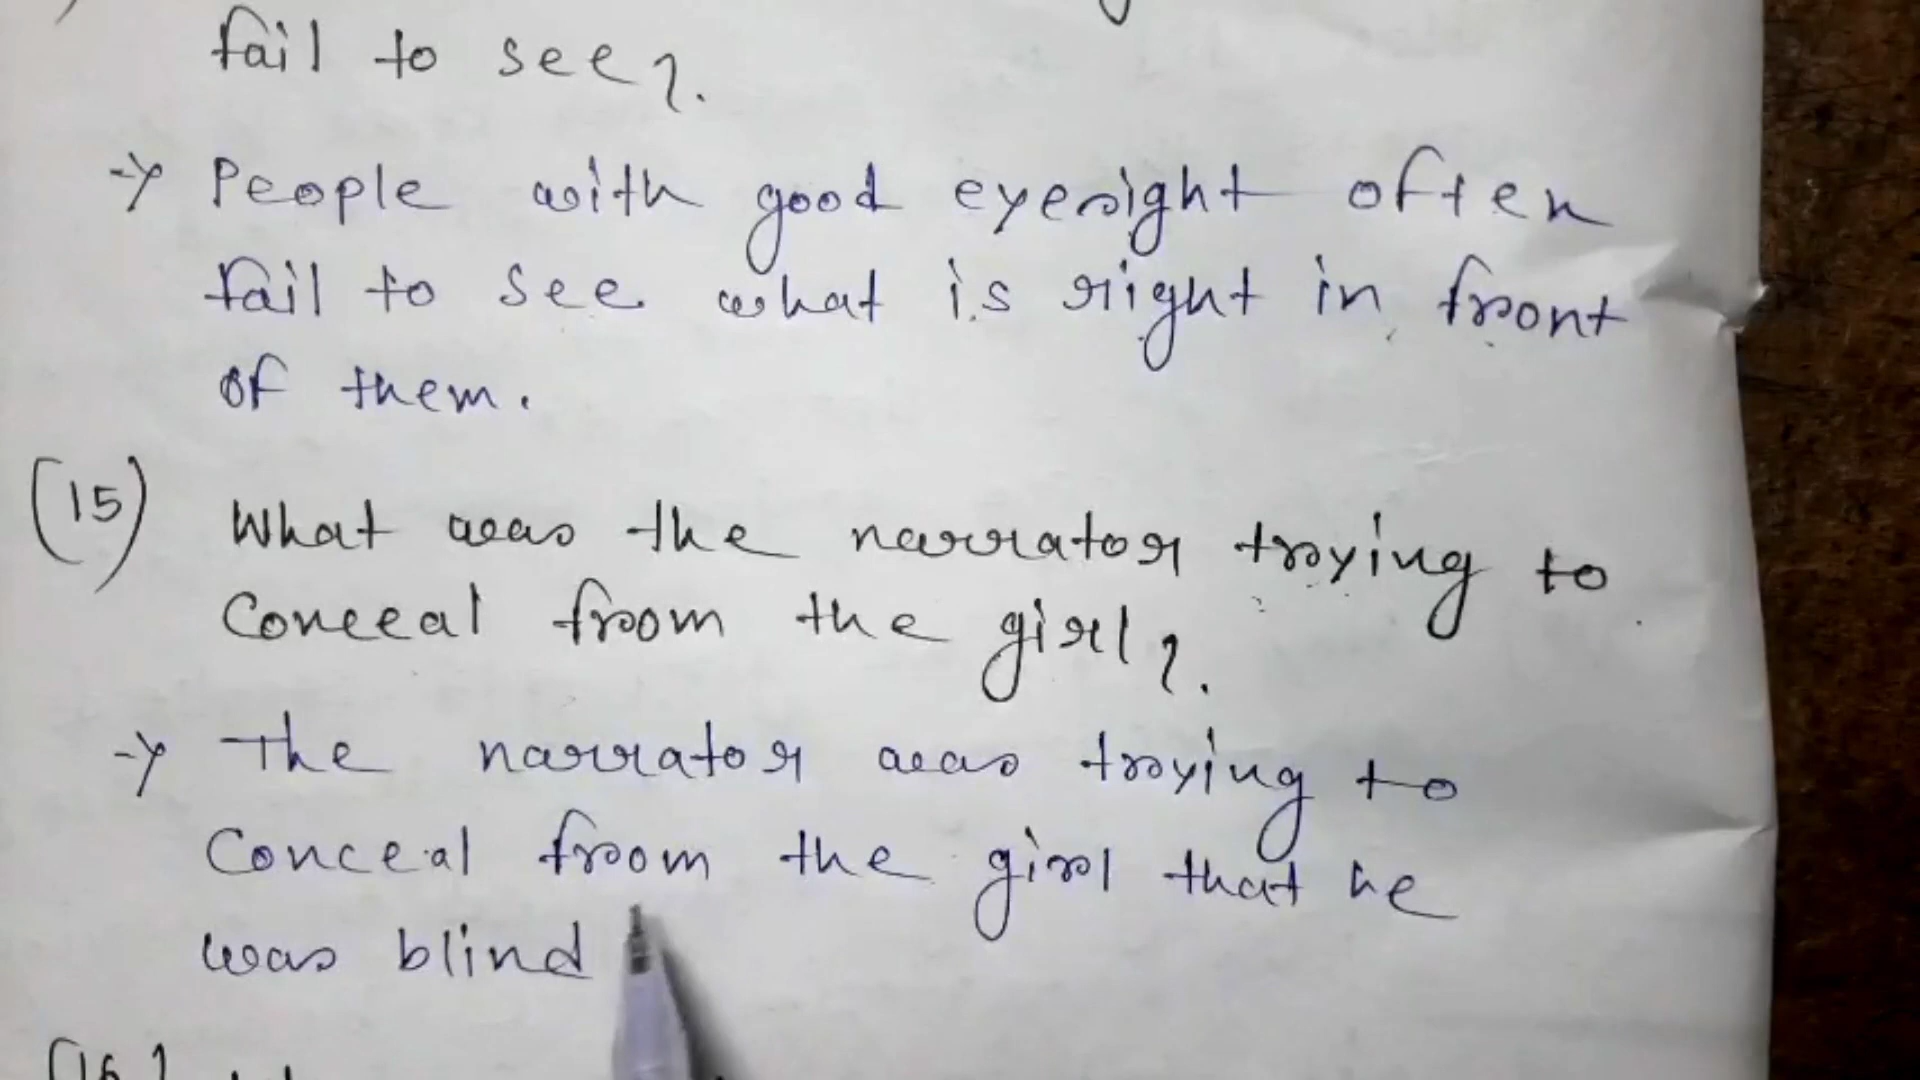 fail to see?
→ People with good eyesight often
fail to see what is right in front
of them.
(15) What was the narrator trying to
Conceal from the girl?
→ The narrator was trying to
Conceal from the girl that he
was blind
(16)